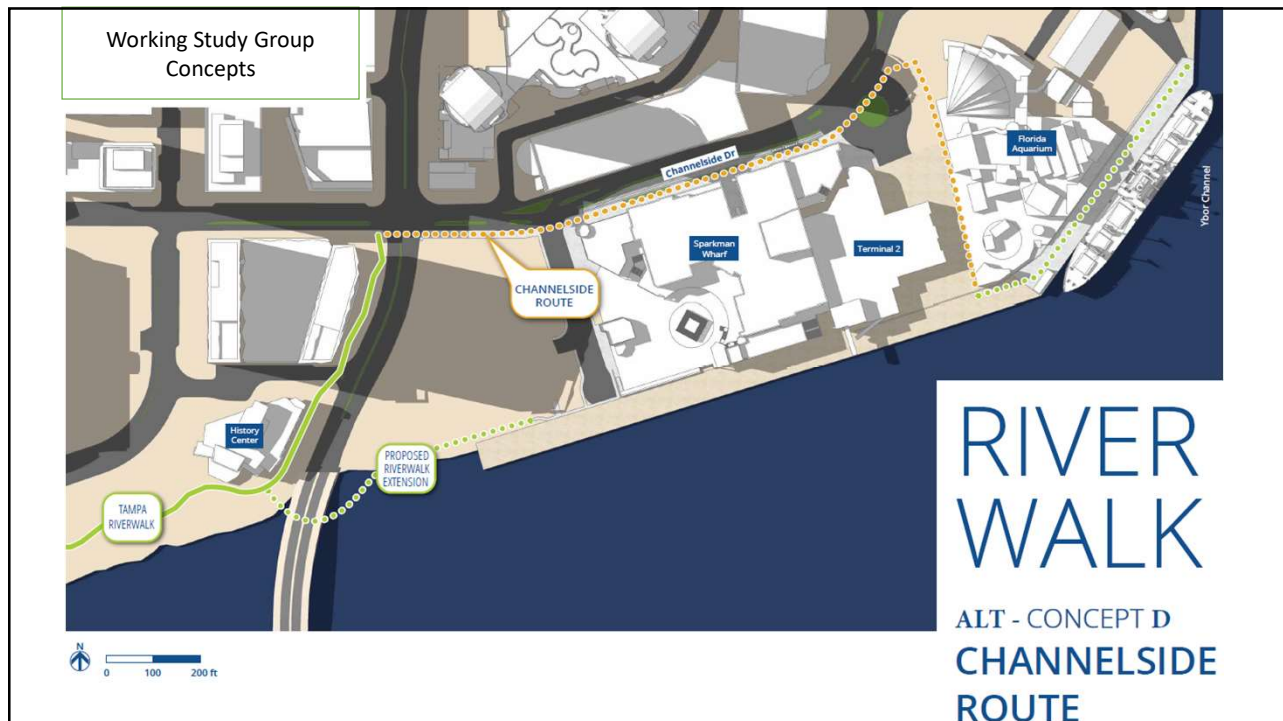 Working Study Group
Concepts
Channelside Dr
Florida
Aquarium
Ybor Channel
Sparkman
Wharf
Terminal 2
CHANNELSIDE
ROUTE
History
Center
PROPOSED
RIVERWALK
EXTENSION
TAMPA
RIVERWALK
RIVER
WALK
ALT - CONCEPT D
CHANNELSIDE
ROUTE
N
0 100 200 ft